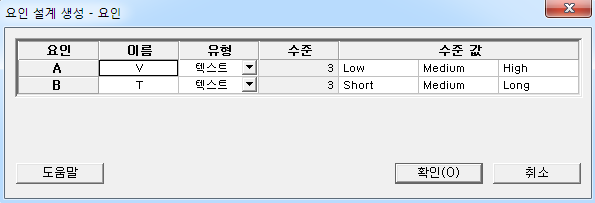 요인 설계 생성 - 요인
요인 이름 유형 수준 수준 값
A V 텍스트 3 Low Medium High
B T 텍스트 3 Short Medium Long
도움말 확인(O) 취소